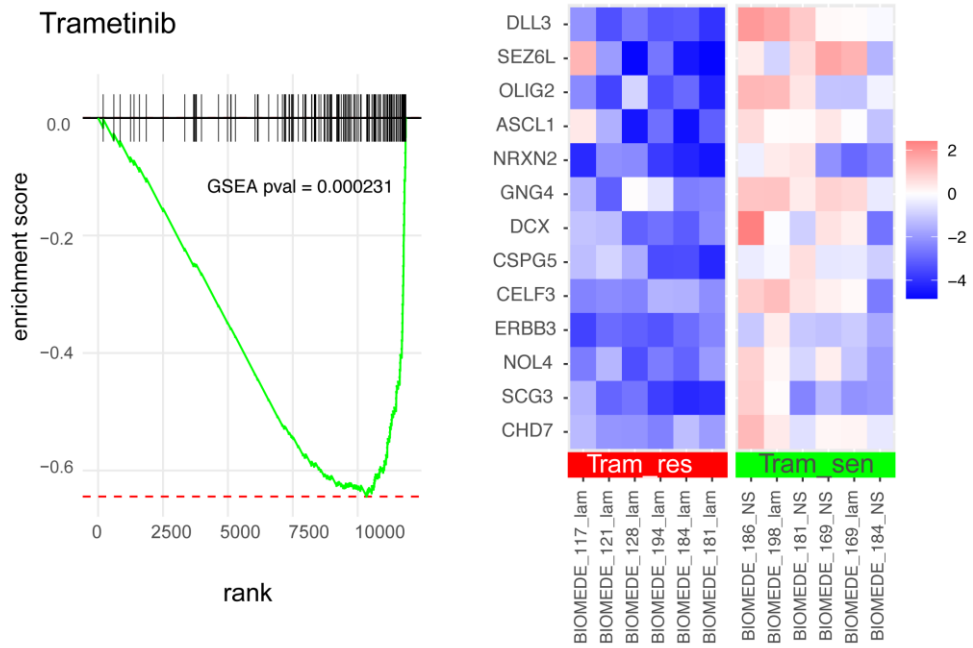 Trametinib
enrichment score
0.0
−0.2
−0.4
−0.6
GSEA pval = 0.000231
0
2500
5000
7500
10000
rank
DLL3
SEZ6L
OLIG2
ASCL1
NRXN2
GNG4
DCX
CSPG5
CELF3
ERBB3
NOL4
SCG3
CHD7
Tram_res
Tram_sen
BIOMEDE_117_lam
BIOMEDE_121_lam
BIOMEDE_128_lam
BIOMEDE_194_lam
BIOMEDE_184_lam
BIOMEDE_181_lam
BIOMEDE_186_NS
BIOMEDE_198_lam
BIOMEDE_181_NS
BIOMEDE_169_NS
BIOMEDE_169_lam
BIOMEDE_184_NS
2
0
−2
−4